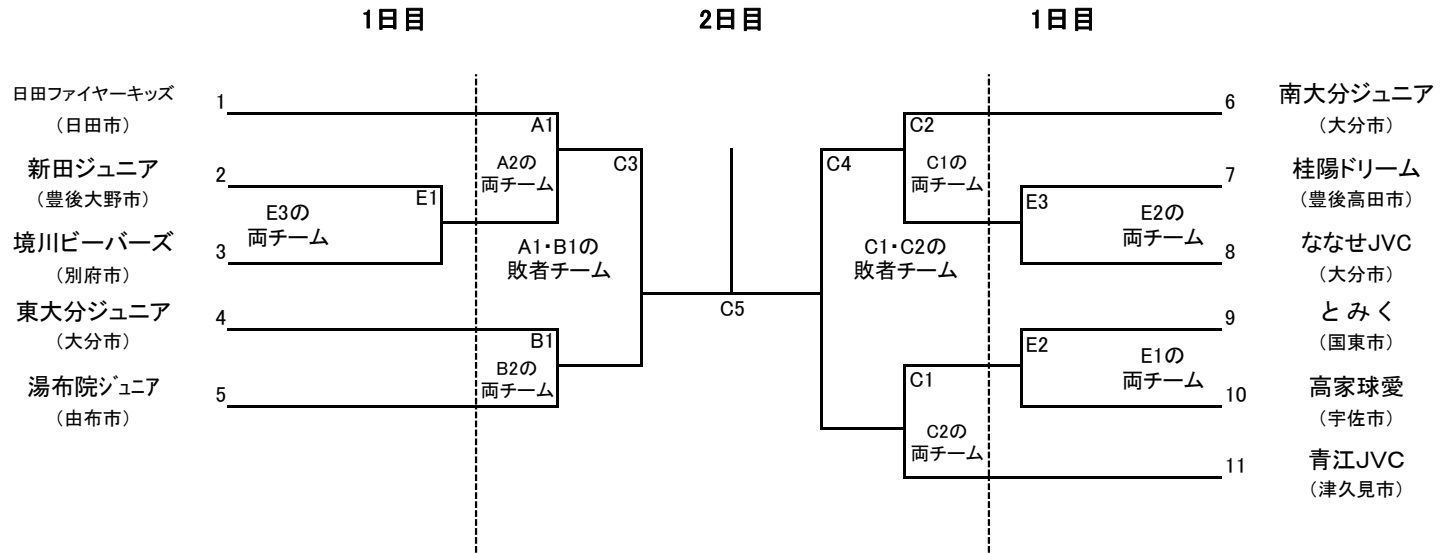 1日目
2日目
1日目
日田ファイヤーキッズ
（日田市）
1
新田ジュニア
（豊後大野市）
2
境川ビーバーズ
（別府市）
3
東大分ジュニア
（大分市）
4
湯布院ジュニア
（由布市）
5
E1
E3の
両チーム
A1
A2の
両チーム
B1
B2の
両チーム
C3
A1・B1の
敗者チーム
C5
C4
C1・C2の
敗者チーム
C2
C1の
両チーム
C1
C2の
両チーム
E3
E2の
両チーム
E2
E1の
両チーム
6
南大分ジュニア
（大分市）
7
桂陽ドリーム
（豊後高田市）
8
ななせJVC
（大分市）
9
と み く
（国東市）
10
高家球愛
（宇佐市）
11
青江JVC
（津久見市）